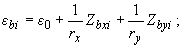 ε_{bi} = ε_0 + \frac{1}{r_x} Z_{bxi} + \frac{1}{r_y} Z_{byi} ;